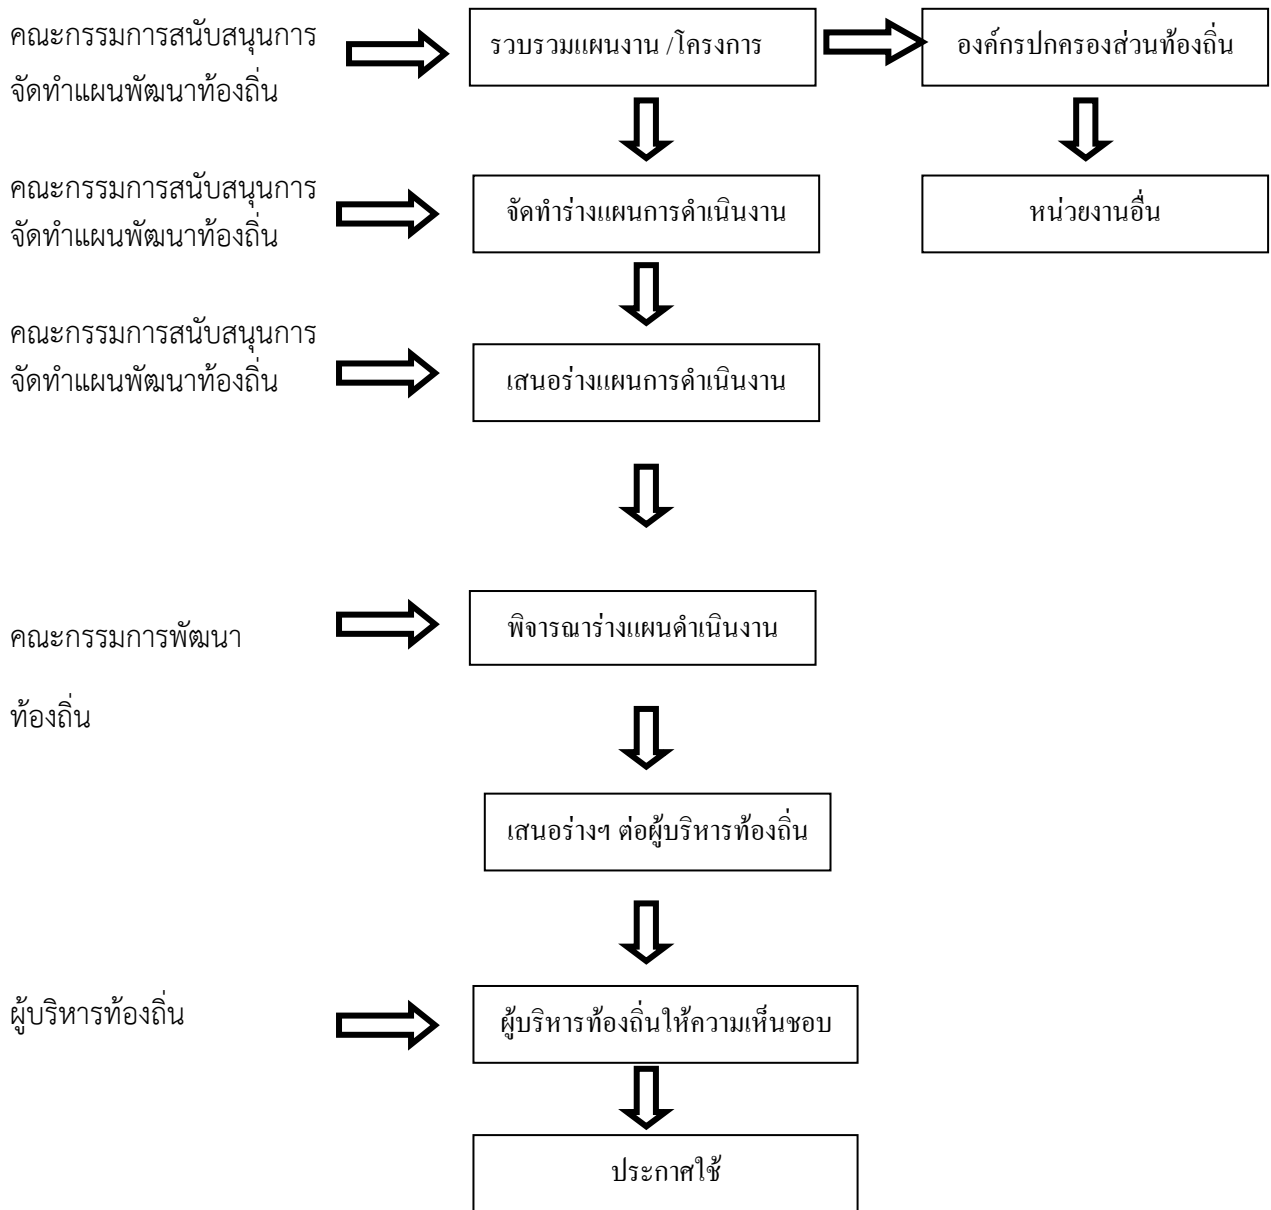 คณะกรรมการสนับสนุนการ
จัดทำแผนพัฒนาท้องถิ่น
รวบรวมแผนงาน /โครงการ
องค์กรปกครองส่วนท้องถิ่น
คณะกรรมการสนับสนุนการ
จัดทำแผนพัฒนาท้องถิ่น
จัดทำร่างแผนการดำเนินงาน
หน่วยงานอื่น
คณะกรรมการสนับสนุนการ
จัดทำแผนพัฒนาท้องถิ่น
เสนอร่างแผนการดำเนินงาน
คณะกรรมการพัฒนา
ท้องถิ่น
พิจารณาร่างแผนดำเนินงาน
เสนอร่างฯ ต่อผู้บริหารท้องถิ่น
ผู้บริหารท้องถิ่น
ผู้บริหารท้องถิ่นให้ความเห็นชอบ
ประกาศใช้